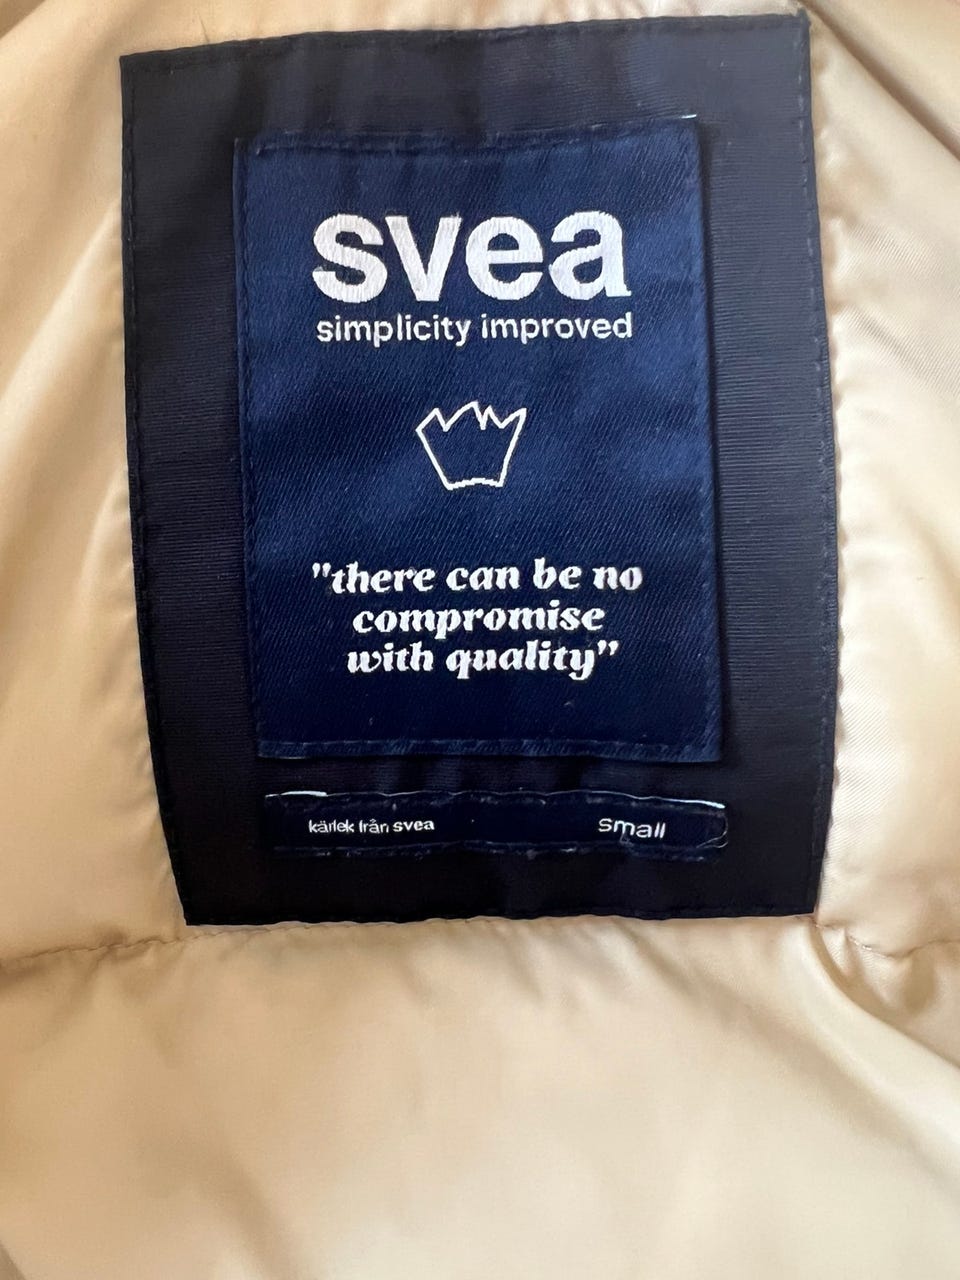 svea
simplicity improved
"there can be no
compromise
with quality"
kärlek från svea
Small